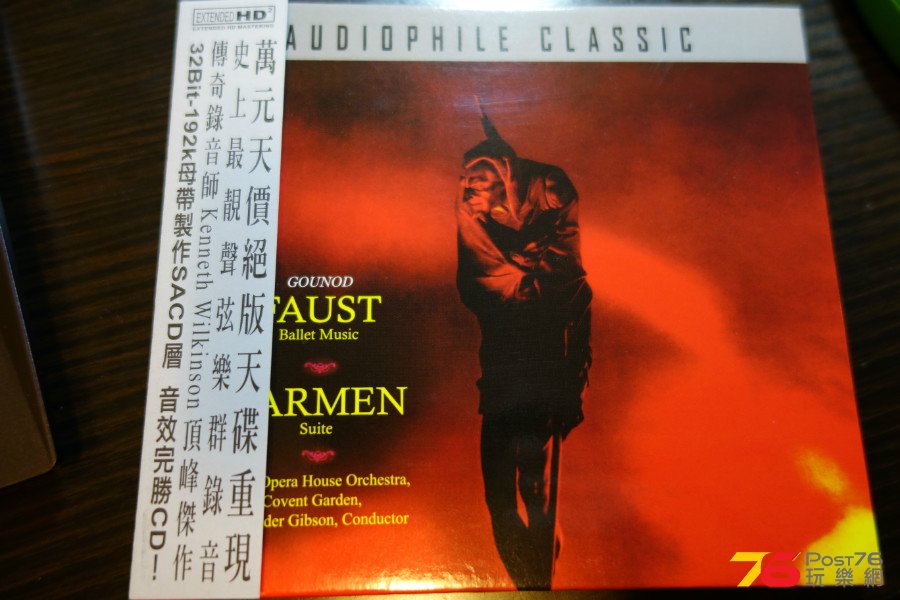 EXTENDED HD²
EXTENDED HD MASTERING
萬元天價絕版天碟重現
史上最靚聲弦樂群錄音
傳奇錄音師 Kenneth Wilkinson 頂峰傑作
32Bit-192k母帶製作SACD層 音效完勝CD!
AUDIOPHILE CLASSIC
GOUNOD
FAUST
Ballet Music
ARMEN
Suite
Opera House Orchestra,
Covent Garden,
der Gibson, Conductor
76 Post76
玩樂網